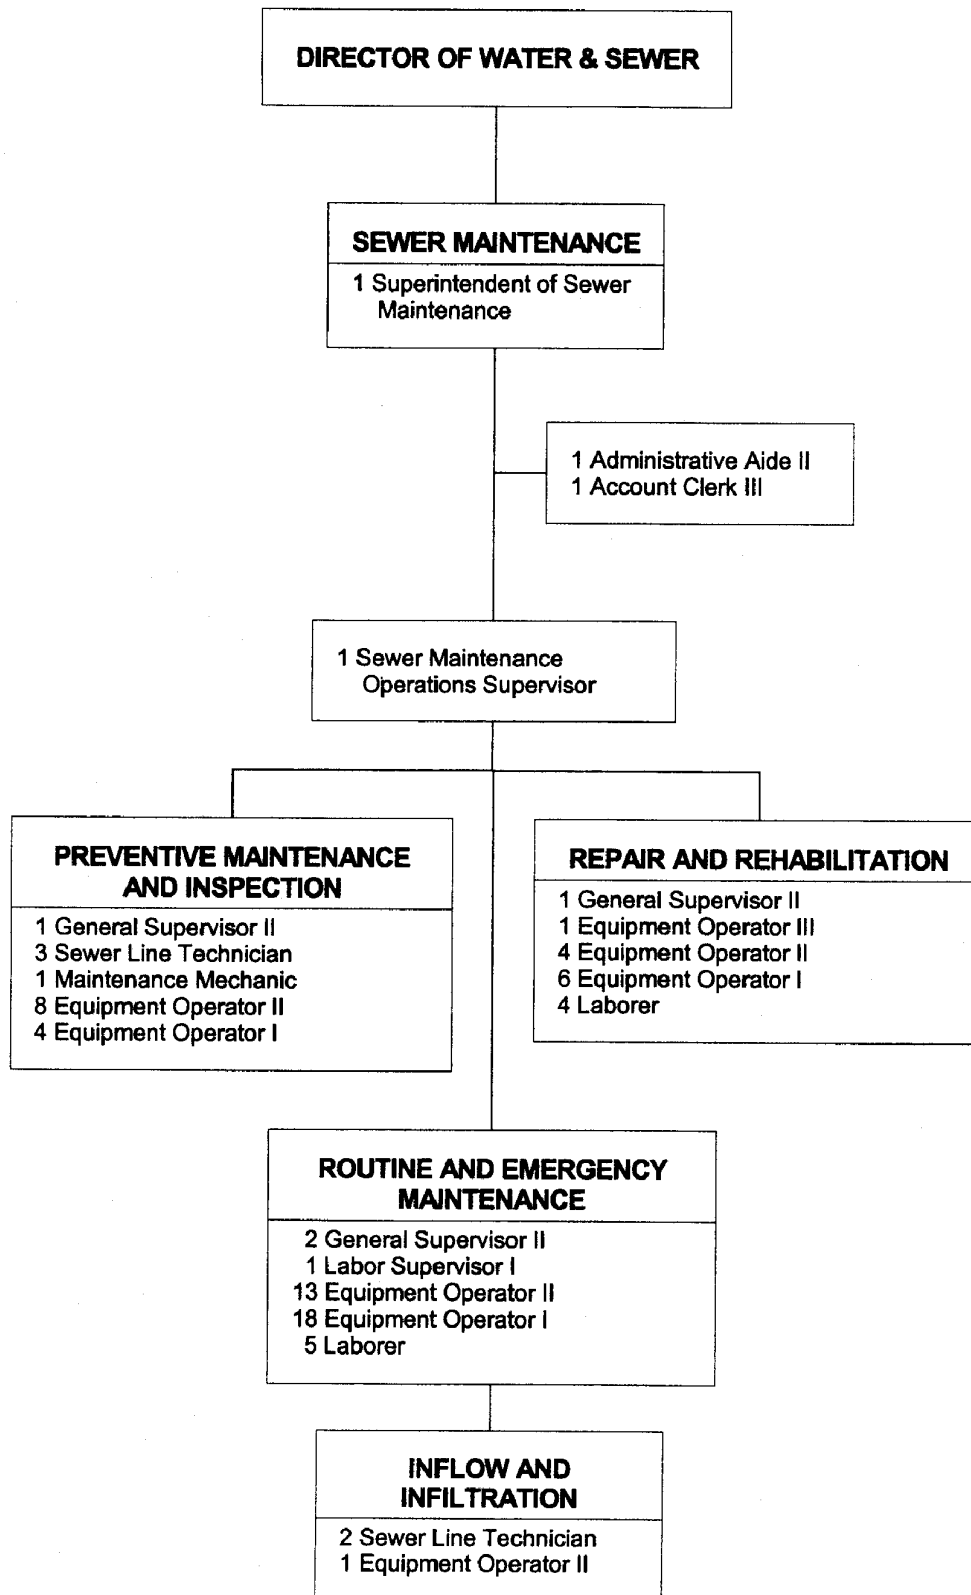 DIRECTOR OF WATER & SEWER
SEWER MAINTENANCE
1 Superintendent of Sewer
Maintenance
1 Administrative Aide II
1 Account Clerk III
1 Sewer Maintenance
Operations Supervisor
PREVENTIVE MAINTENANCE
AND INSPECTION
1 General Supervisor II
3 Sewer Line Technician
1 Maintenance Mechanic
8 Equipment Operator II
4 Equipment Operator I
REPAIR AND REHABILITATION
1 General Supervisor II
1 Equipment Operator III
4 Equipment Operator II
6 Equipment Operator I
4 Laborer
ROUTINE AND EMERGENCY
MAINTENANCE
2 General Supervisor II
1 Labor Supervisor I
13 Equipment Operator II
18 Equipment Operator I
5 Laborer
INFLOW AND
INFILTRATION
2 Sewer Line Technician
1 Equipment Operator II